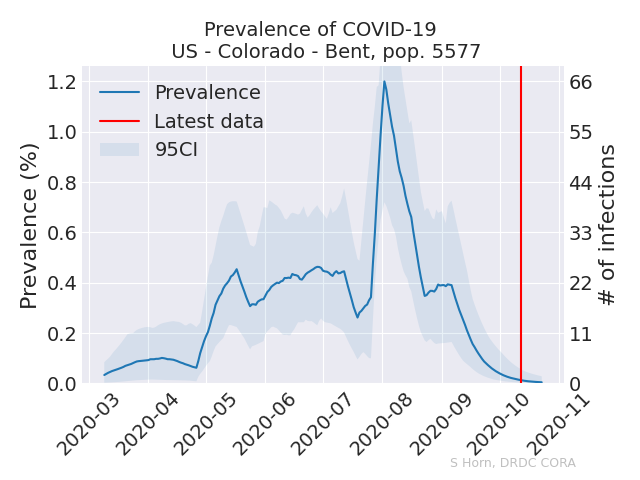 Prevalence of COVID-19
US - Colorado - Bent, pop. 5577
Prevalence
Latest data
95CI
Prevalence (%)
1.2
1.0
0.8
0.6
0.4
0.2
0.0
66
55
44
33
22
11
0
# of infections
2020-03
2020-04
2020-05
2020-06
2020-07
2020-08
2020-09
2020-10
2020-11
S Horn, DRDC CORA